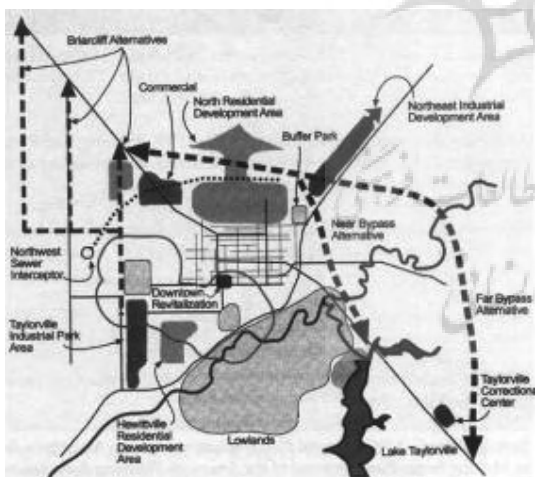 Briarcliff Alternatives
Commercial
North Residential
Development Area
Buffer Park
Northeast Industrial
Development Area
Near Bypass
Alternative
Northwest
Sewer
Interceptor
Downtown
Revitalization
Far Bypass
Alternative
Taylorville
Industrial Park
Area
Taylorville
Correctional
Center
Hewittville
Residential
Development
Area
Lowlands
Lake Taylorville